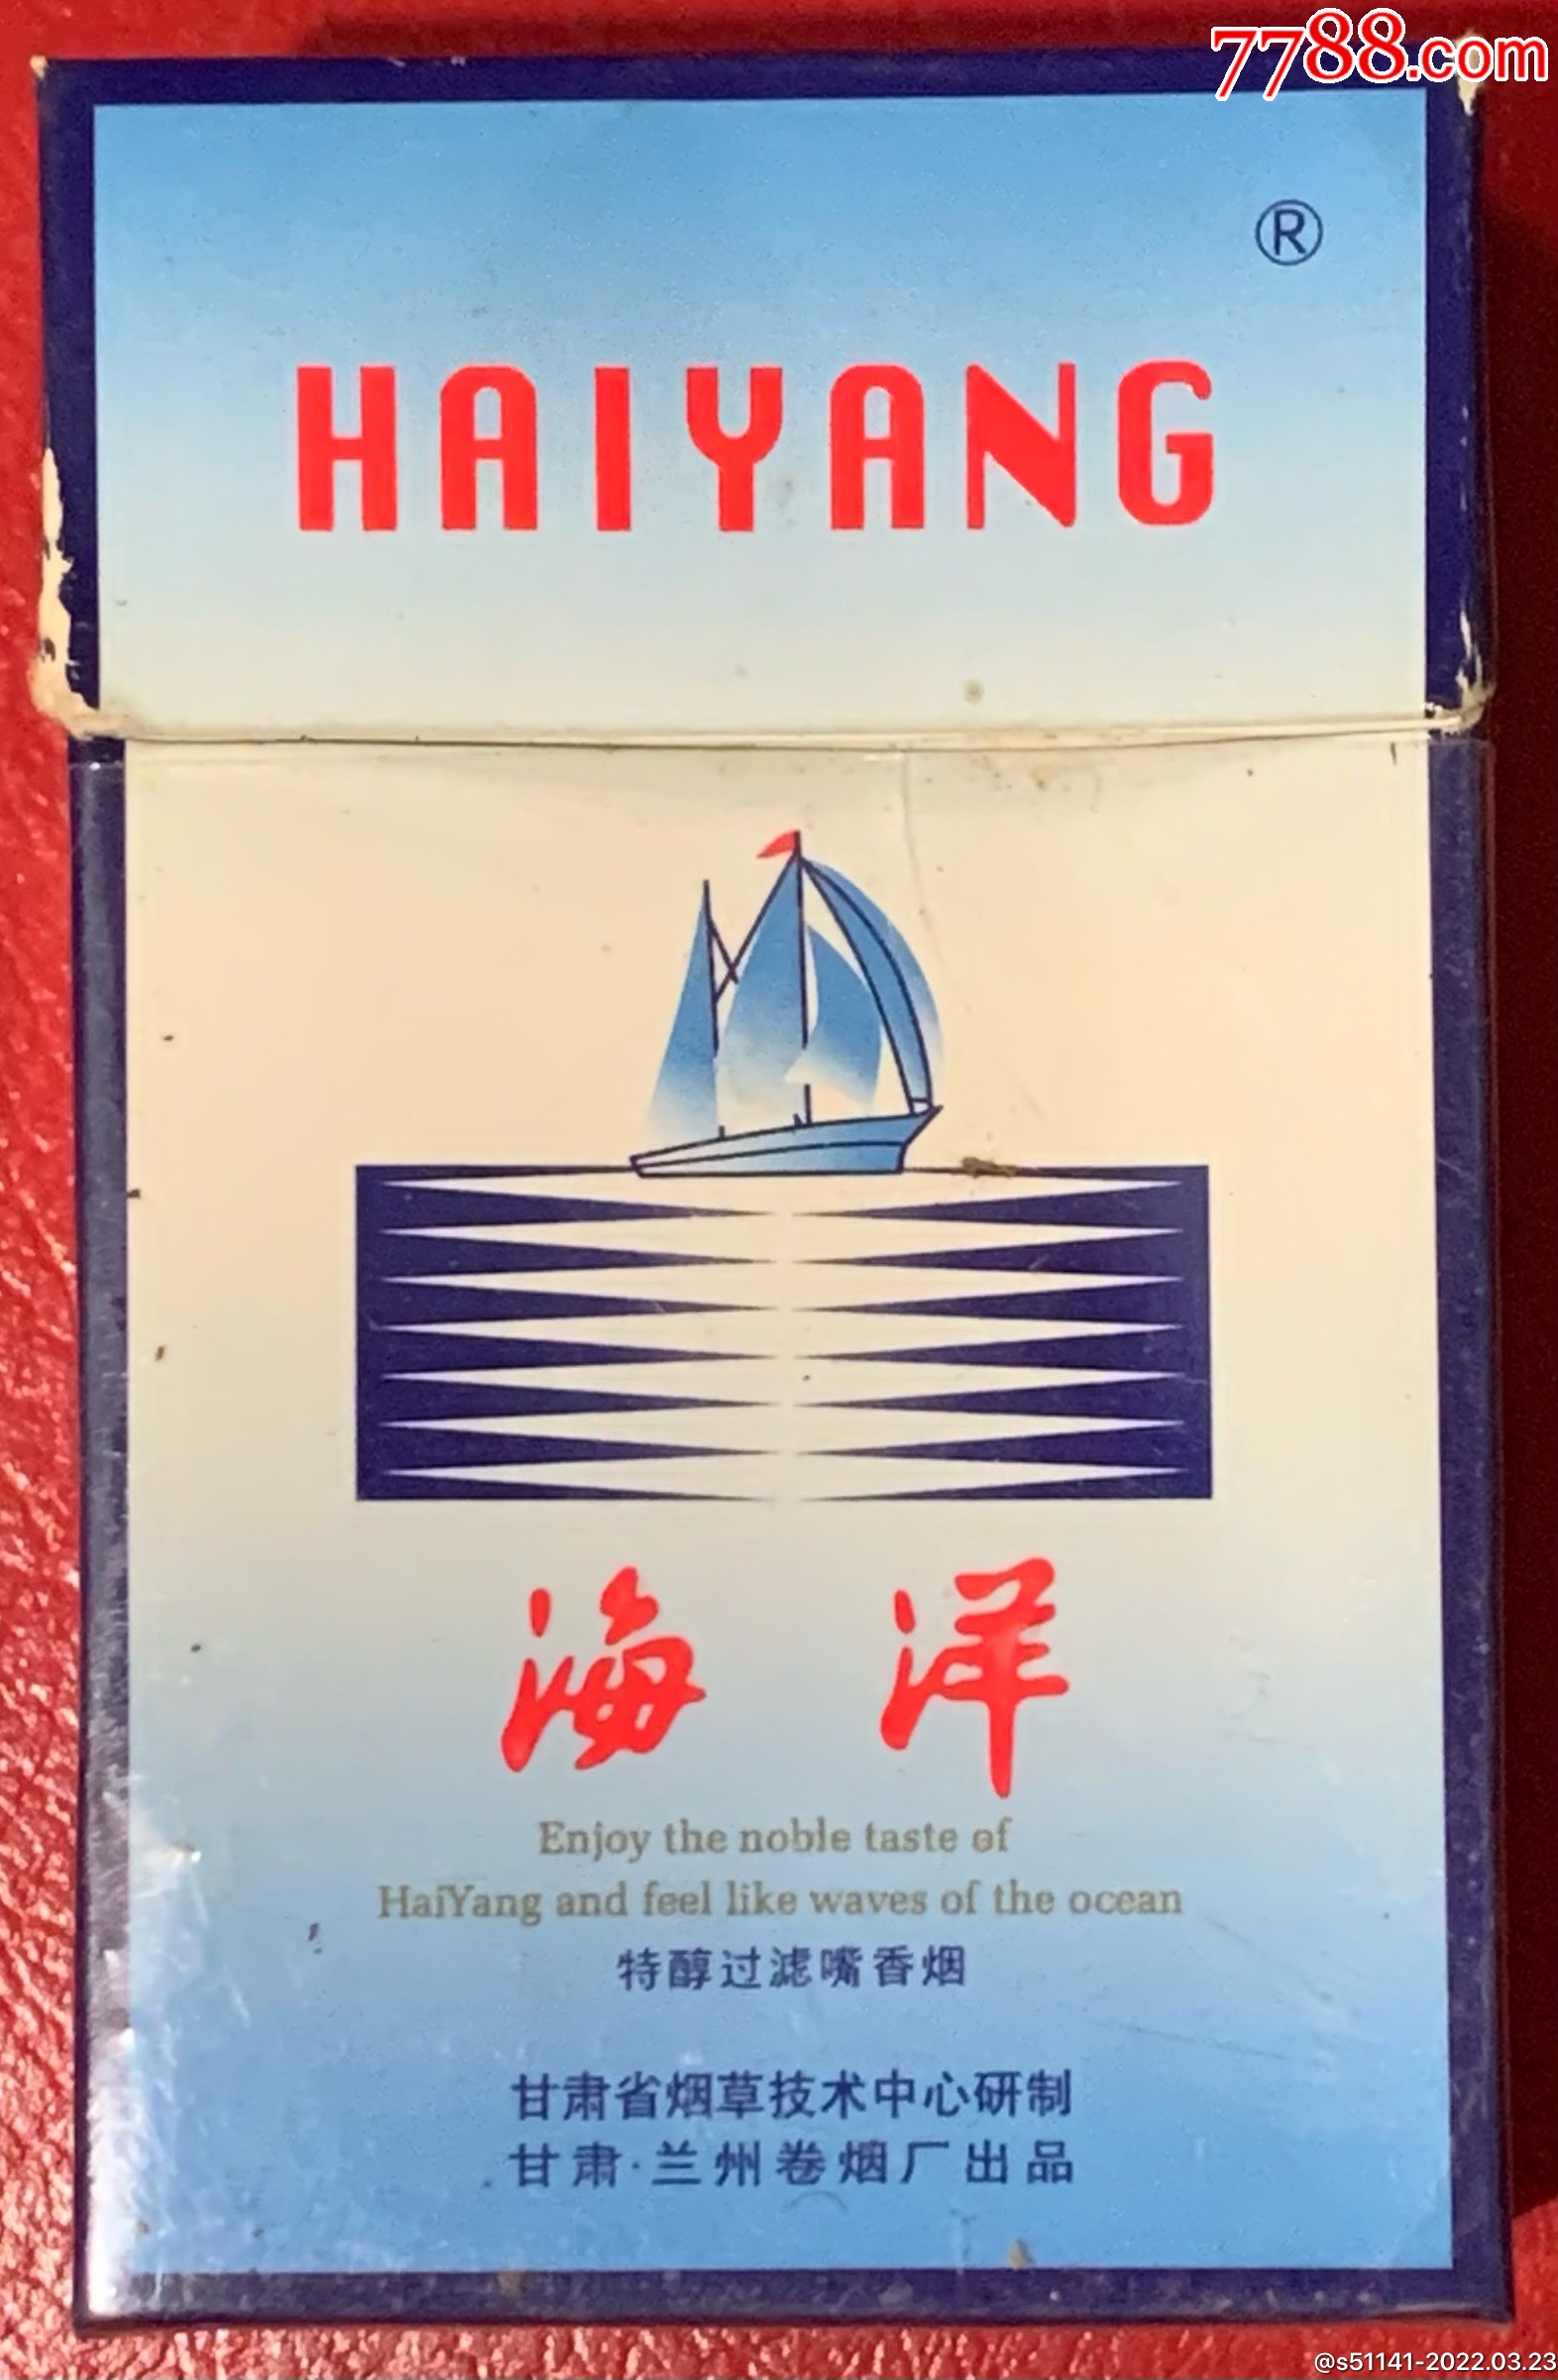 7788.com
®
HAIYANG
海洋
Enjoy the noble taste of
HaiYang and feel like waves of the ocean
特醇过滤嘴香烟
甘肃省烟草技术中心研制
甘肃·兰州卷烟厂出品
@s51141-2022.03.23